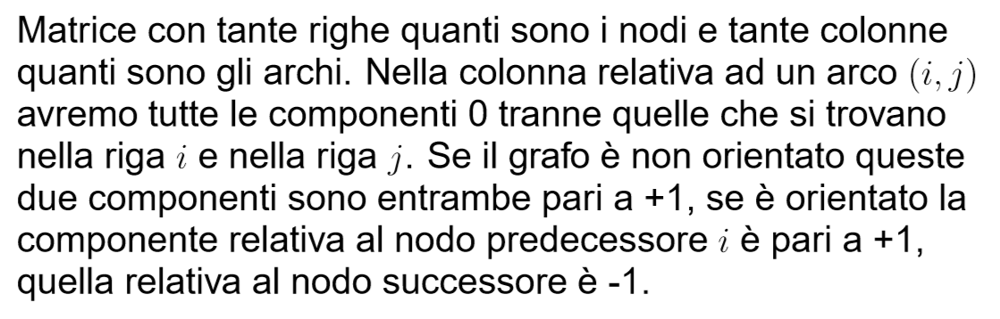 Matrice con tante righe quanti sono i nodi e tante colonne
quanti sono gli archi. Nella colonna relativa ad un arco (i, j)
avremo tutte le componenti 0 tranne quelle che si trovano
nella riga i e nella riga j. Se il grafo è non orientato queste
due componenti sono entrambe pari a +1, se è orientato la
componente relativa al nodo predecessore i è pari a +1,
quella relativa al nodo successore è -1.